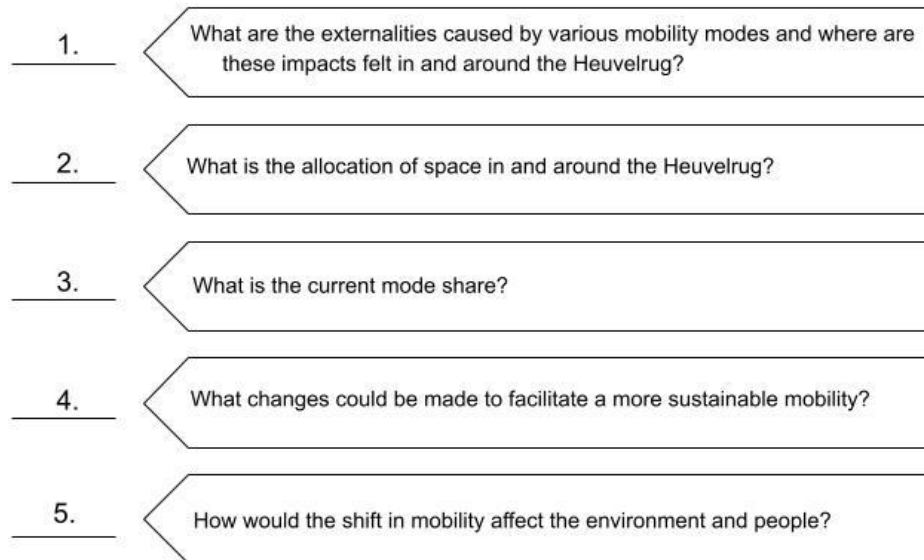 1.
What are the externalities caused by various mobility modes and where are
these impacts felt in and around the Heuvelrug?
2.
What is the allocation of space in and around the Heuvelrug?
3.
What is the current mode share?
4.
What changes could be made to facilitate a more sustainable mobility?
5.
How would the shift in mobility affect the environment and people?